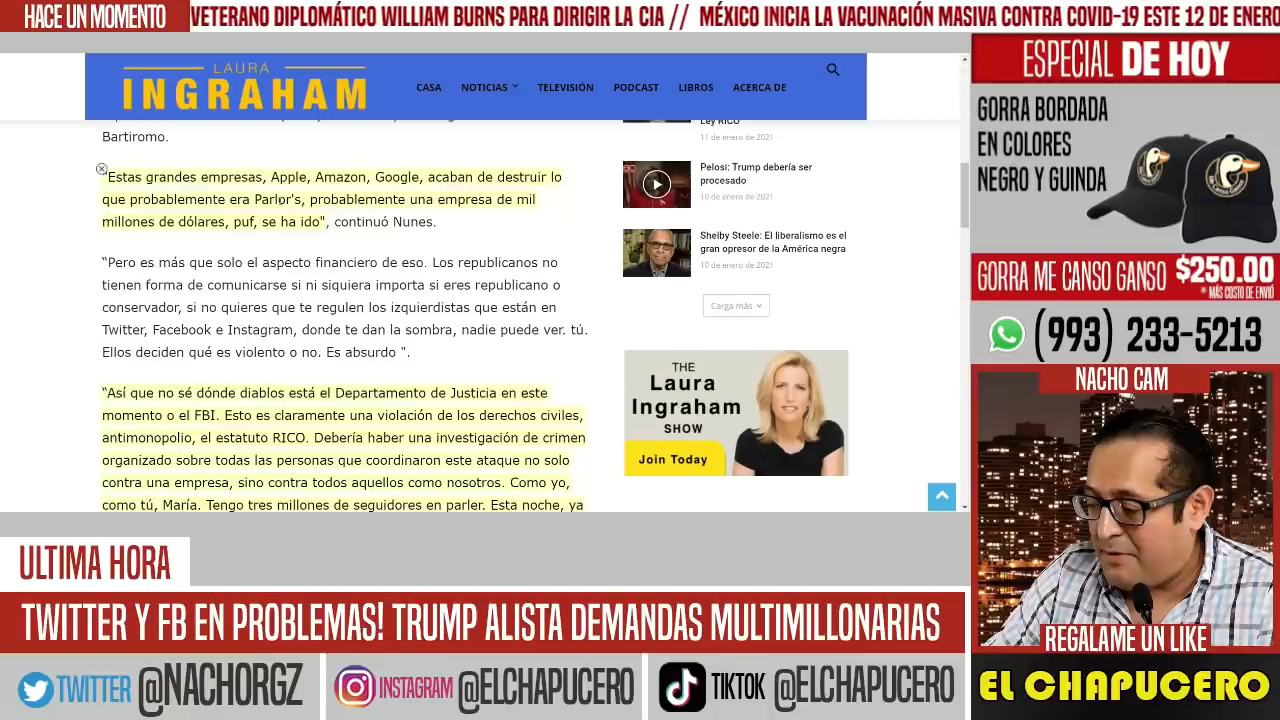 HACE UN MOMENTO
VETERANO DIPLOMÁTICO WILLIAM BURNS PARA DIRIGIR LA CIA // MÉXICO INICIA LA VACUNACIÓN MASIVA CONTRA COVID-19 ESTE 12 DE ENERO
LAURA
INGRAHAM
CASA NOTICIAS TELEVISIÓN PODCAST LIBROS ACERCA DE
Bartiromo.
"Estas grandes empresas, Apple, Amazon, Google, acaban de destruir lo
que probablemente era Parler's, probablemente una empresa de mil
millones de dólares, puf, se ha ido", continuó Nunes.
“Pero es más que solo el aspecto financiero de eso. Los republicanos no
tienen forma de comunicarse si ni siquiera importa si eres republicano o
conservador, si no quieres que te regulen los izquierdistas que están en
Twitter, Facebook e Instagram, donde te dan la sombra, nadie puede ver. tú.
Ellos deciden qué es violento o no. Es absurdo ".
“Así que no sé dónde diablos está el Departamento de Justicia en este
momento o el FBI. Esto es claramente una violación de los derechos civiles,
antimonopolio, el estatuto RICO. Debería haber una investigación de crimen
organizado sobre todas las personas que coordinaron este ataque no solo
contra una empresa, sino contra todos aquellos como nosotros. Como yo,
como tú, María. Tengo tres millones de seguidores en parler. Esta noche, ya
Ley RICO
11 de enero de 2021
Pelosi: Trump debería ser
procesado
10 de enero de 2021
Shelby Steele: El liberalismo es el
gran opresor de la América negra
10 de enero de 2021
Carga más
THE
Laura
Ingraham
SHOW
Join Today
ESPECIAL DE HOY
GORRA BORDADA
EN COLORES
NEGRO Y GUINDA
GORRA ME CANSO GANSO $250.00
* MÁS COSTO DE ENVIÓ
(993) 233-5213
NACHO CAM
REGALAME UN LIKE
EL CHAPUCERO
ULTIMA HORA
TWITTER Y FB EN PROBLEMAS! TRUMP ALISTA DEMANDAS MULTIMILLONARIAS
TWITTER @NACHORGZ
INSTAGRAM @ELCHAPUCERO
TIKTOK @ELCHAPUCERO